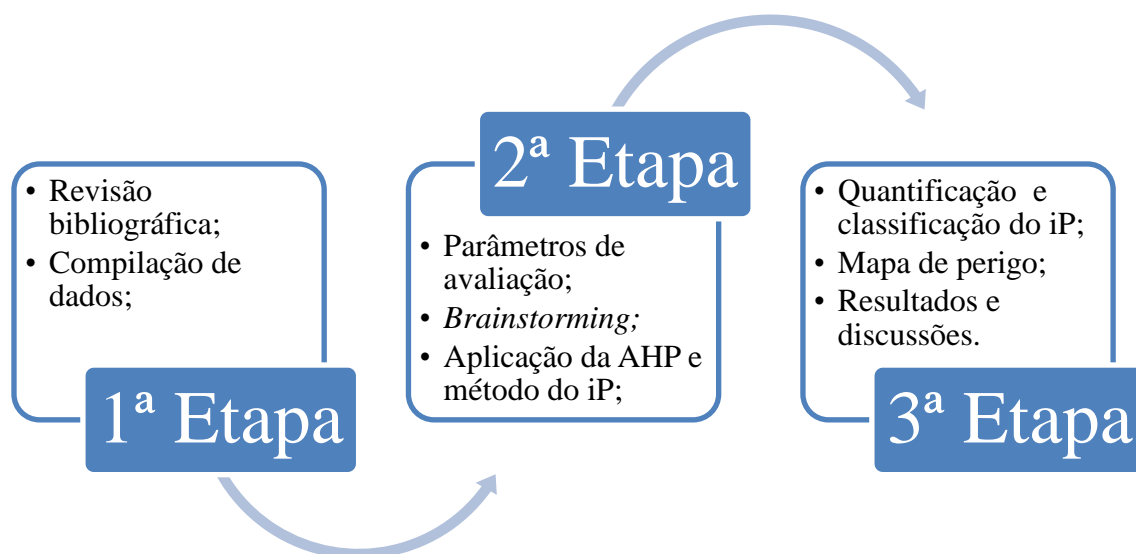 • Revisão
bibliográfica;
• Compilação de
dados;
1ª Etapa
2ª Etapa
• Parâmetros de
avaliação;
• Brainstorming;
• Aplicação da AHP e
método do iP;
• Quantificação e
classificação do iP;
• Mapa de perigo;
• Resultados e
discussões.
3ª Etapa